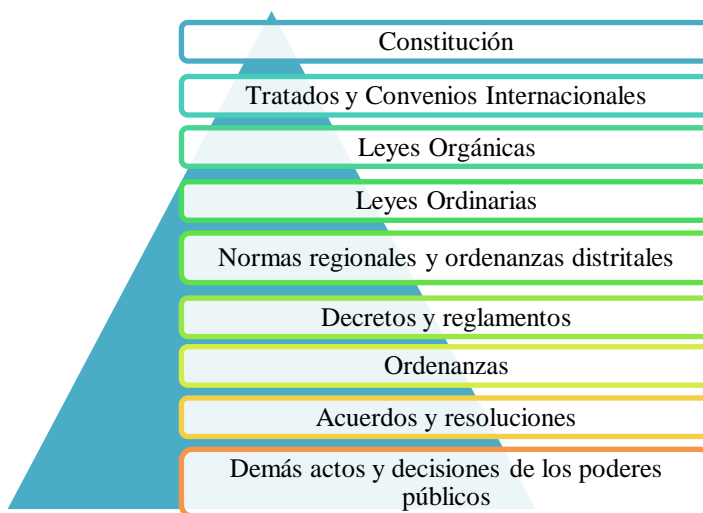 Constitución
Tratados y Convenios Internacionales
Leyes Orgánicas
Leyes Ordinarias
Normas regionales y ordenanzas distritales
Decretos y reglamentos
Ordenanzas
Acuerdos y resoluciones
Demás actos y decisiones de los poderes
públicos